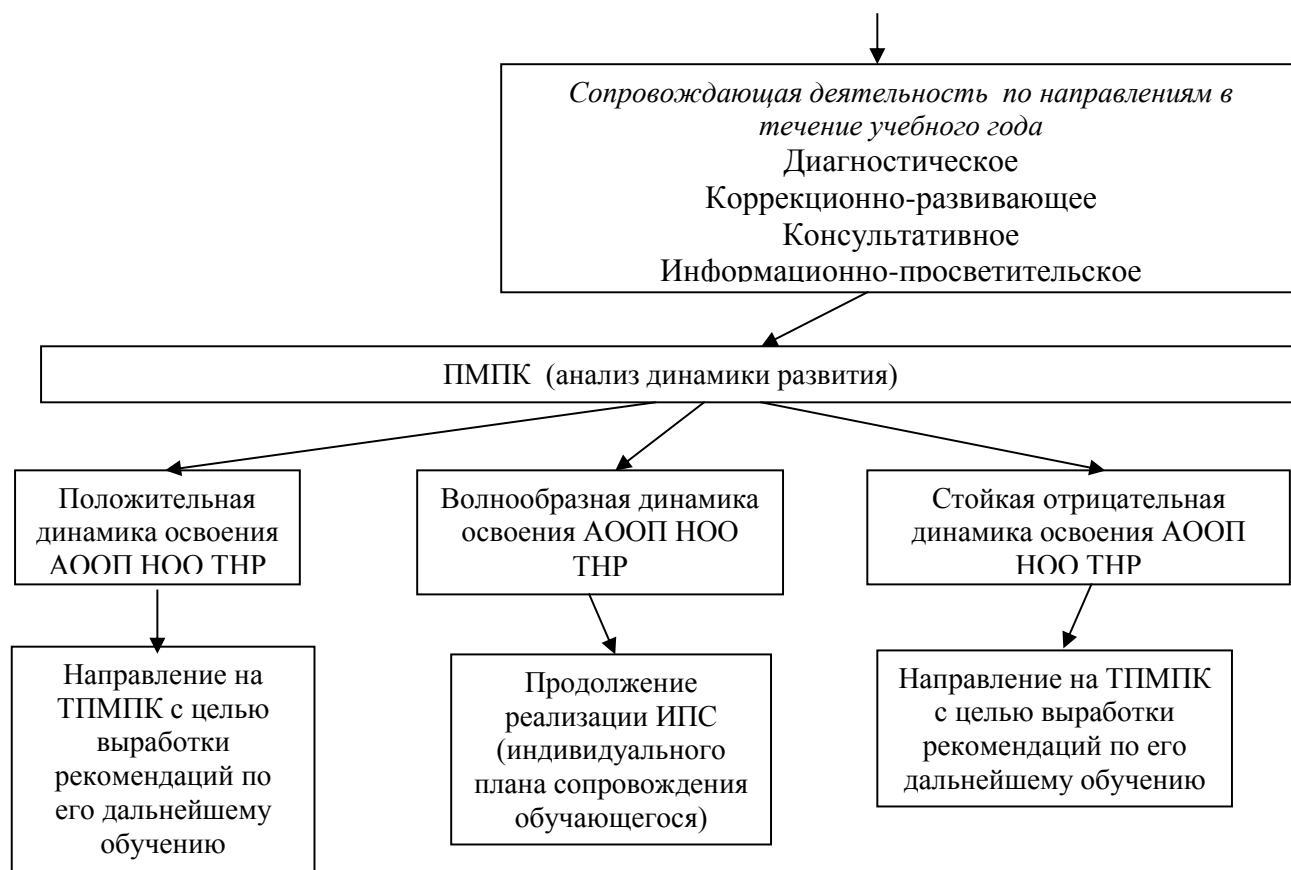 Сопровождающая деятельность по направлениям в
течение учебного года
Диагностическое
Коррекционно-развивающее
Консультативное
Информационно-просветительское
ПМПК (анализ динамики развития)
Положительная
динамика освоения
АООП НОО ТНР
Волнообразная динамика
освоения АООП НОО
ТНР
Стойкая отрицательная
динамика освоения АООП
НОО ТНР
Направление на
ТПМПК с целью
выработки
рекомендаций по
его дальнейшему
обучению
Продолжение
реализации ИПС
(индивидуального
плана сопровождения
обучающегося)
Направление на ТПМПК
с целью выработки
рекомендаций по его
дальнейшему обучению